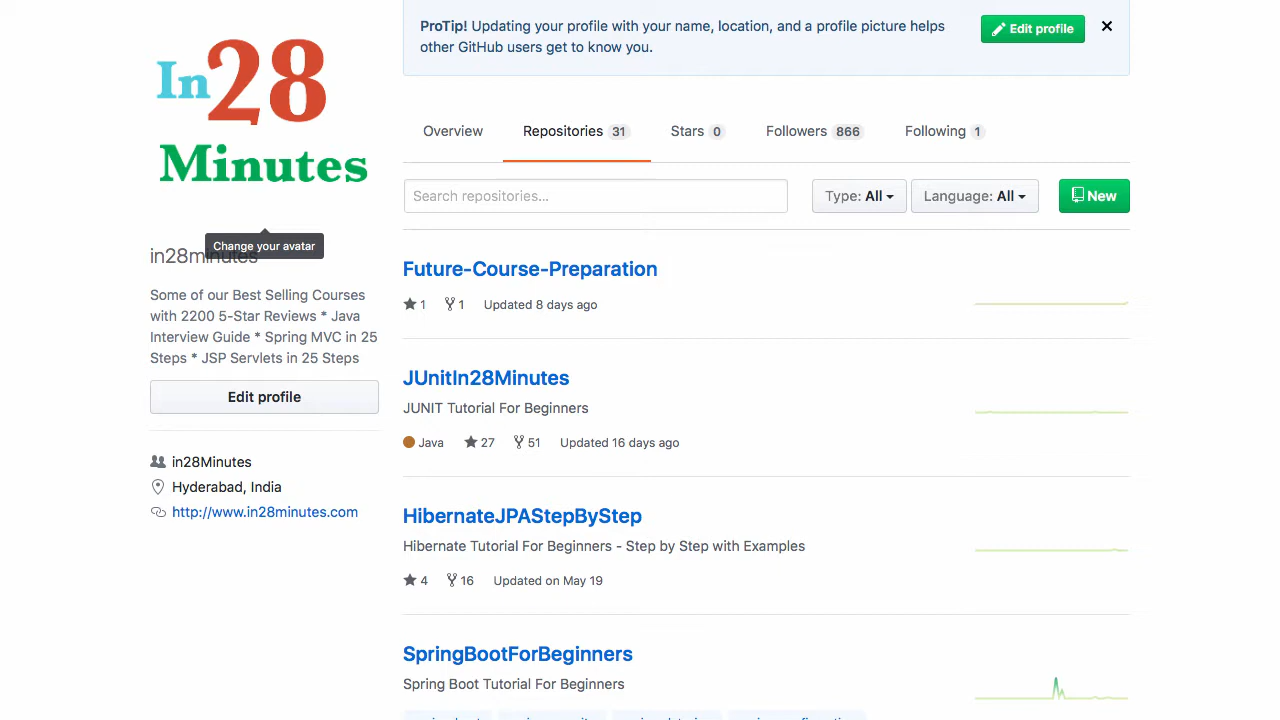 In28
Minutes
Change your avatar
in28minutes
Some of our Best Selling Courses
with 2200 5-Star Reviews * Java
Interview Guide * Spring MVC in 25
Steps * JSP Servlets in 25 Steps
Edit profile
in28Minutes
Hyderabad, India
http://www.in28minutes.com
ProTip! Updating your profile with your name, location, and a profile picture helps
other GitHub users get to know you.
Edit profile
Overview Repositories 31 Stars 0 Followers 866 Following 1
Search repositories... Type: All Language: All New
Future-Course-Preparation
1 1 Updated 8 days ago
JUnitIn28Minutes
JUNIT Tutorial For Beginners
Java 27 51 Updated 16 days ago
HibernateJPAStepByStep
Hibernate Tutorial For Beginners - Step by Step with Examples
4 16 Updated on May 19
SpringBootForBeginners
Spring Boot Tutorial For Beginners